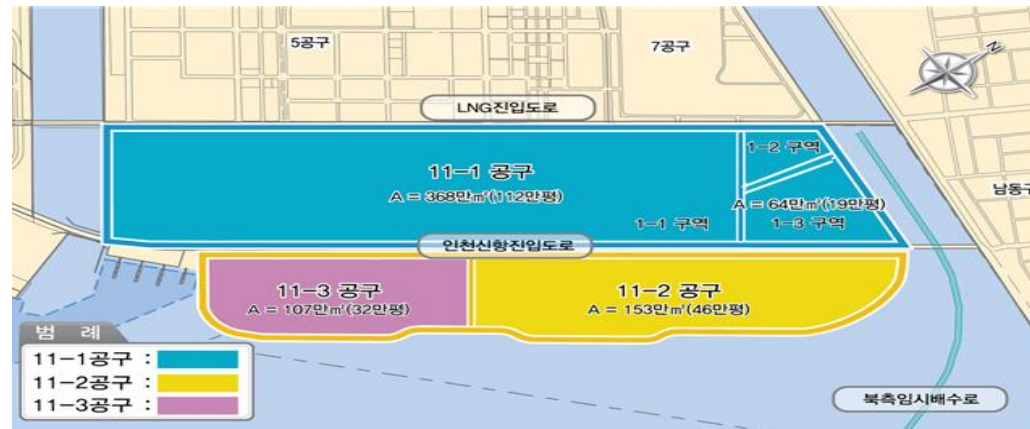 5공구
7공구
N
LNG진입도로
1-2 구역
11-1 공구
A = 368만㎡(112만평)
A = 64만㎡(19만평)
남동구
1-1 구역
1-3 구역
인천신항진입도로
11-3 공구
A = 107만㎡(32만평)
11-2 공구
A = 153만㎡(46만평)
범 례
11-1공구 :
11-2공구 :
11-3공구 :
북측임시배수로